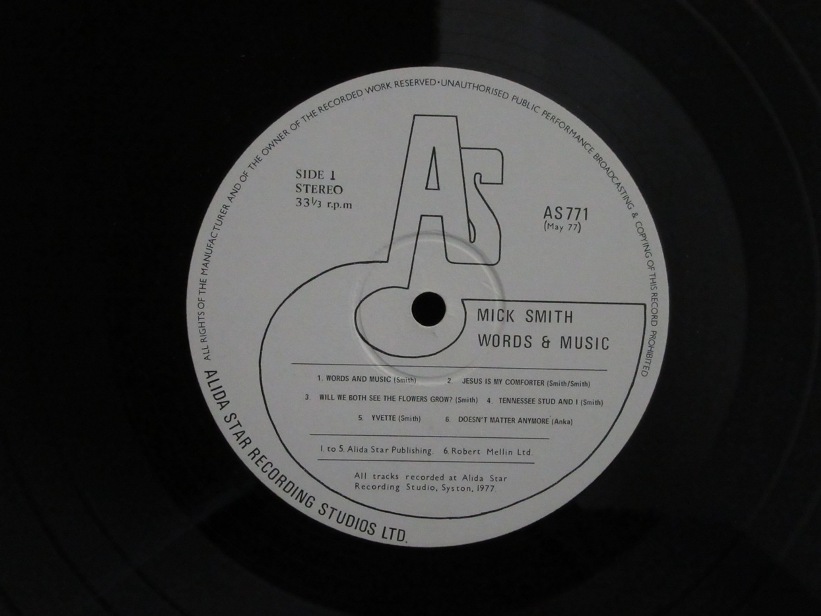 ALL RIGHTS OF THE MANUFACTURER AND OF THE OWNER OF THE RECORDED WORK RESERVED•UNAUTHORISED PUBLIC PERFORMANCE BROADCASTING & COPYING OF THIS RECORD PROHIBITED
AS
SIDE 1
STEREO
33⅓ r.p.m
AS771
(May 77)
MICK SMITH
WORDS & MUSIC
1. WORDS AND MUSIC (Smith) 2. JESUS IS MY COMFORTER (Smith/Smith)
3. WILL WE BOTH SEE THE FLOWERS GROW? (Smith) 4. TENNESSEE STUD AND I (Smith)
5. YVETTE (Smith) 6. DOESN'T MATTER ANYMORE (Anka)
1. to 5. Alida Star Publishing. 6. Robert Mellin Ltd.
All tracks recorded at Alida Star
Recording Studio, Syston, 1977.
ALIDA STAR RECORDING STUDIOS LTD.